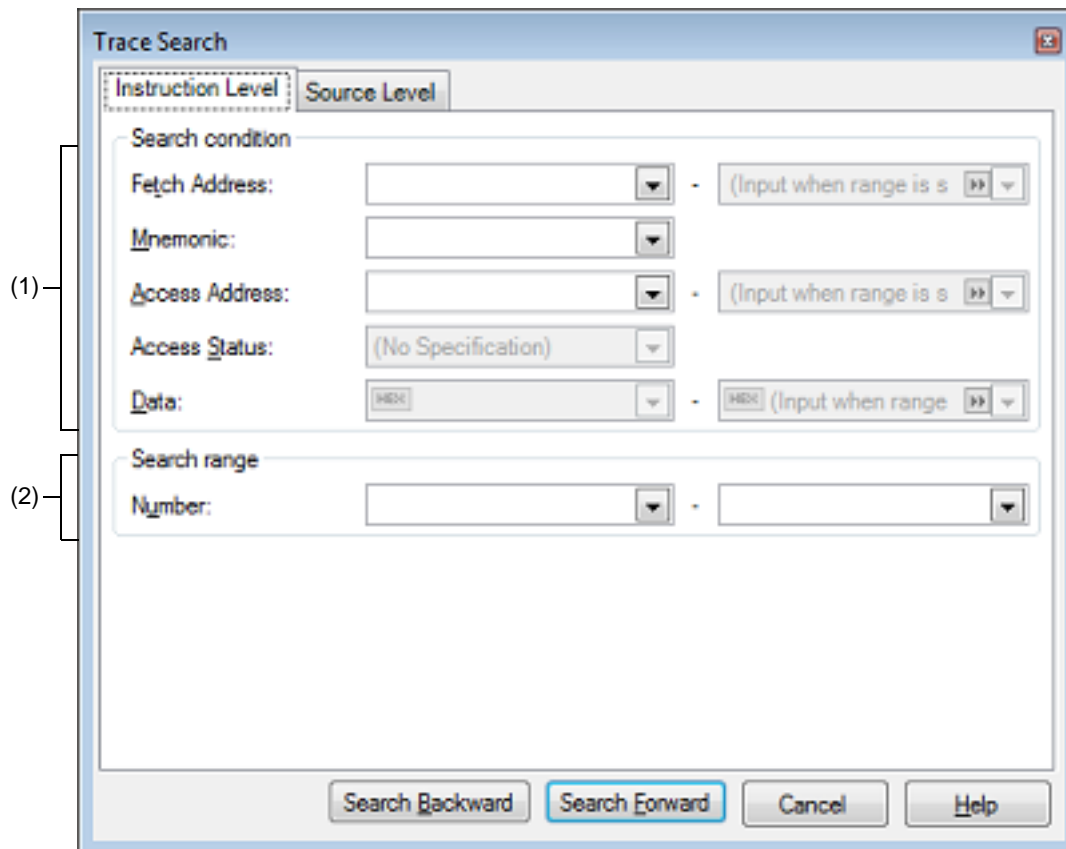 Trace Search
Instruction Level Source Level
Search condition
Fetch Address: - (Input when range is s
Mnemonic:
Access Address: - (Input when range is s
(1)
Access Status: (No Specification)
Data: HEX - HEX (Input when range
Search range
(2)
Number: -
Search Backward Search Forward Cancel Help